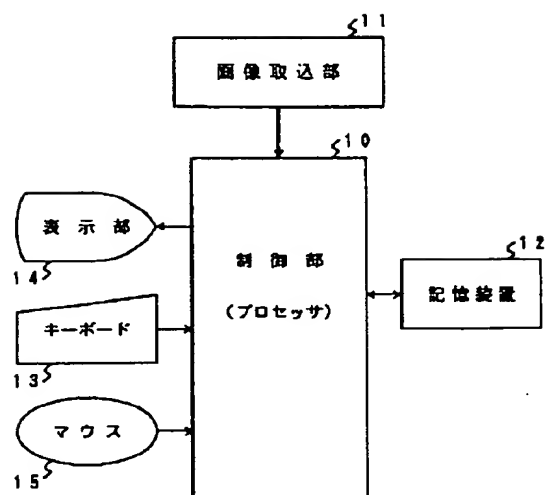 11
画像取込部
10
表示部
14
制御部
(プロセッサ)
12
記憶装置
キーボード
13
マウス
15